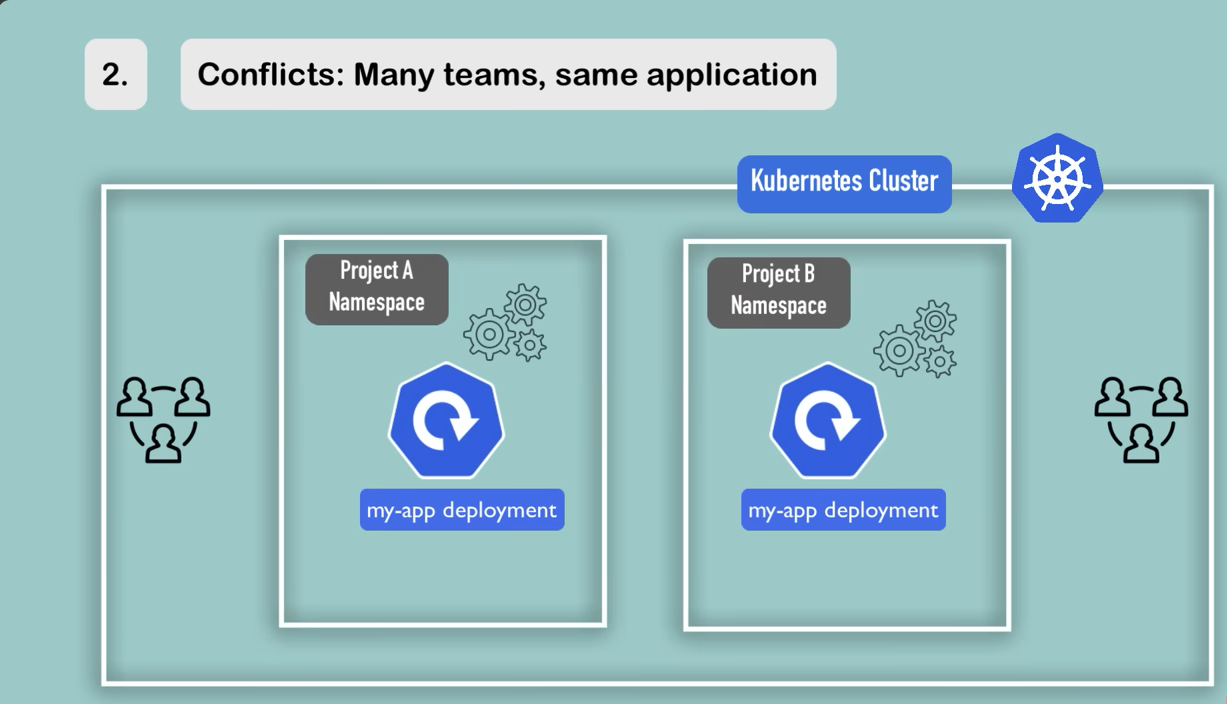 2.
Conflicts: Many teams, same application
Kubernetes Cluster
Project A
Namespace
my-app deployment
Project B
Namespace
my-app deployment